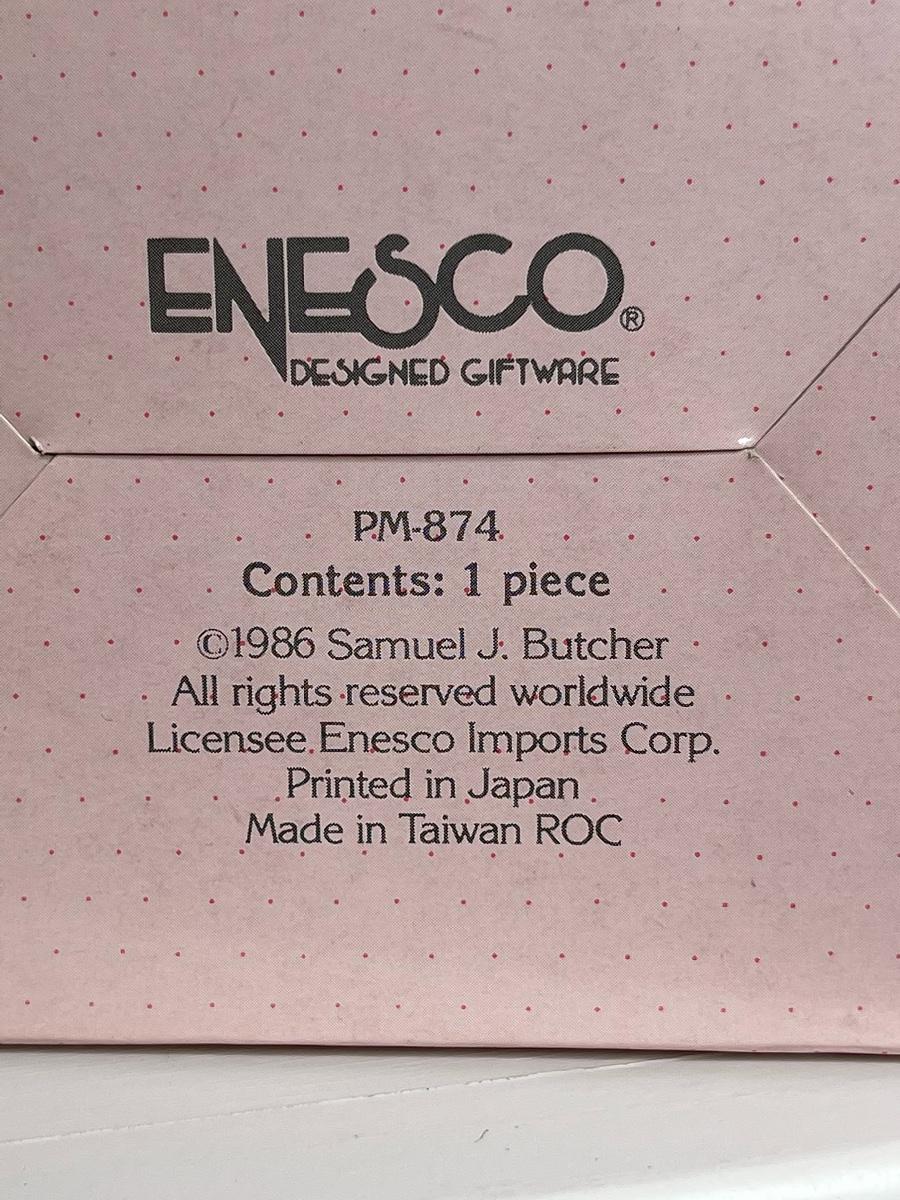 ENESCO®
DESIGNED GIFTWARE
PM-874
Contents: 1 piece
©1986 Samuel J. Butcher
All rights reserved worldwide
Licensee Enesco Imports Corp.
Printed in Japan
Made in Taiwan ROC